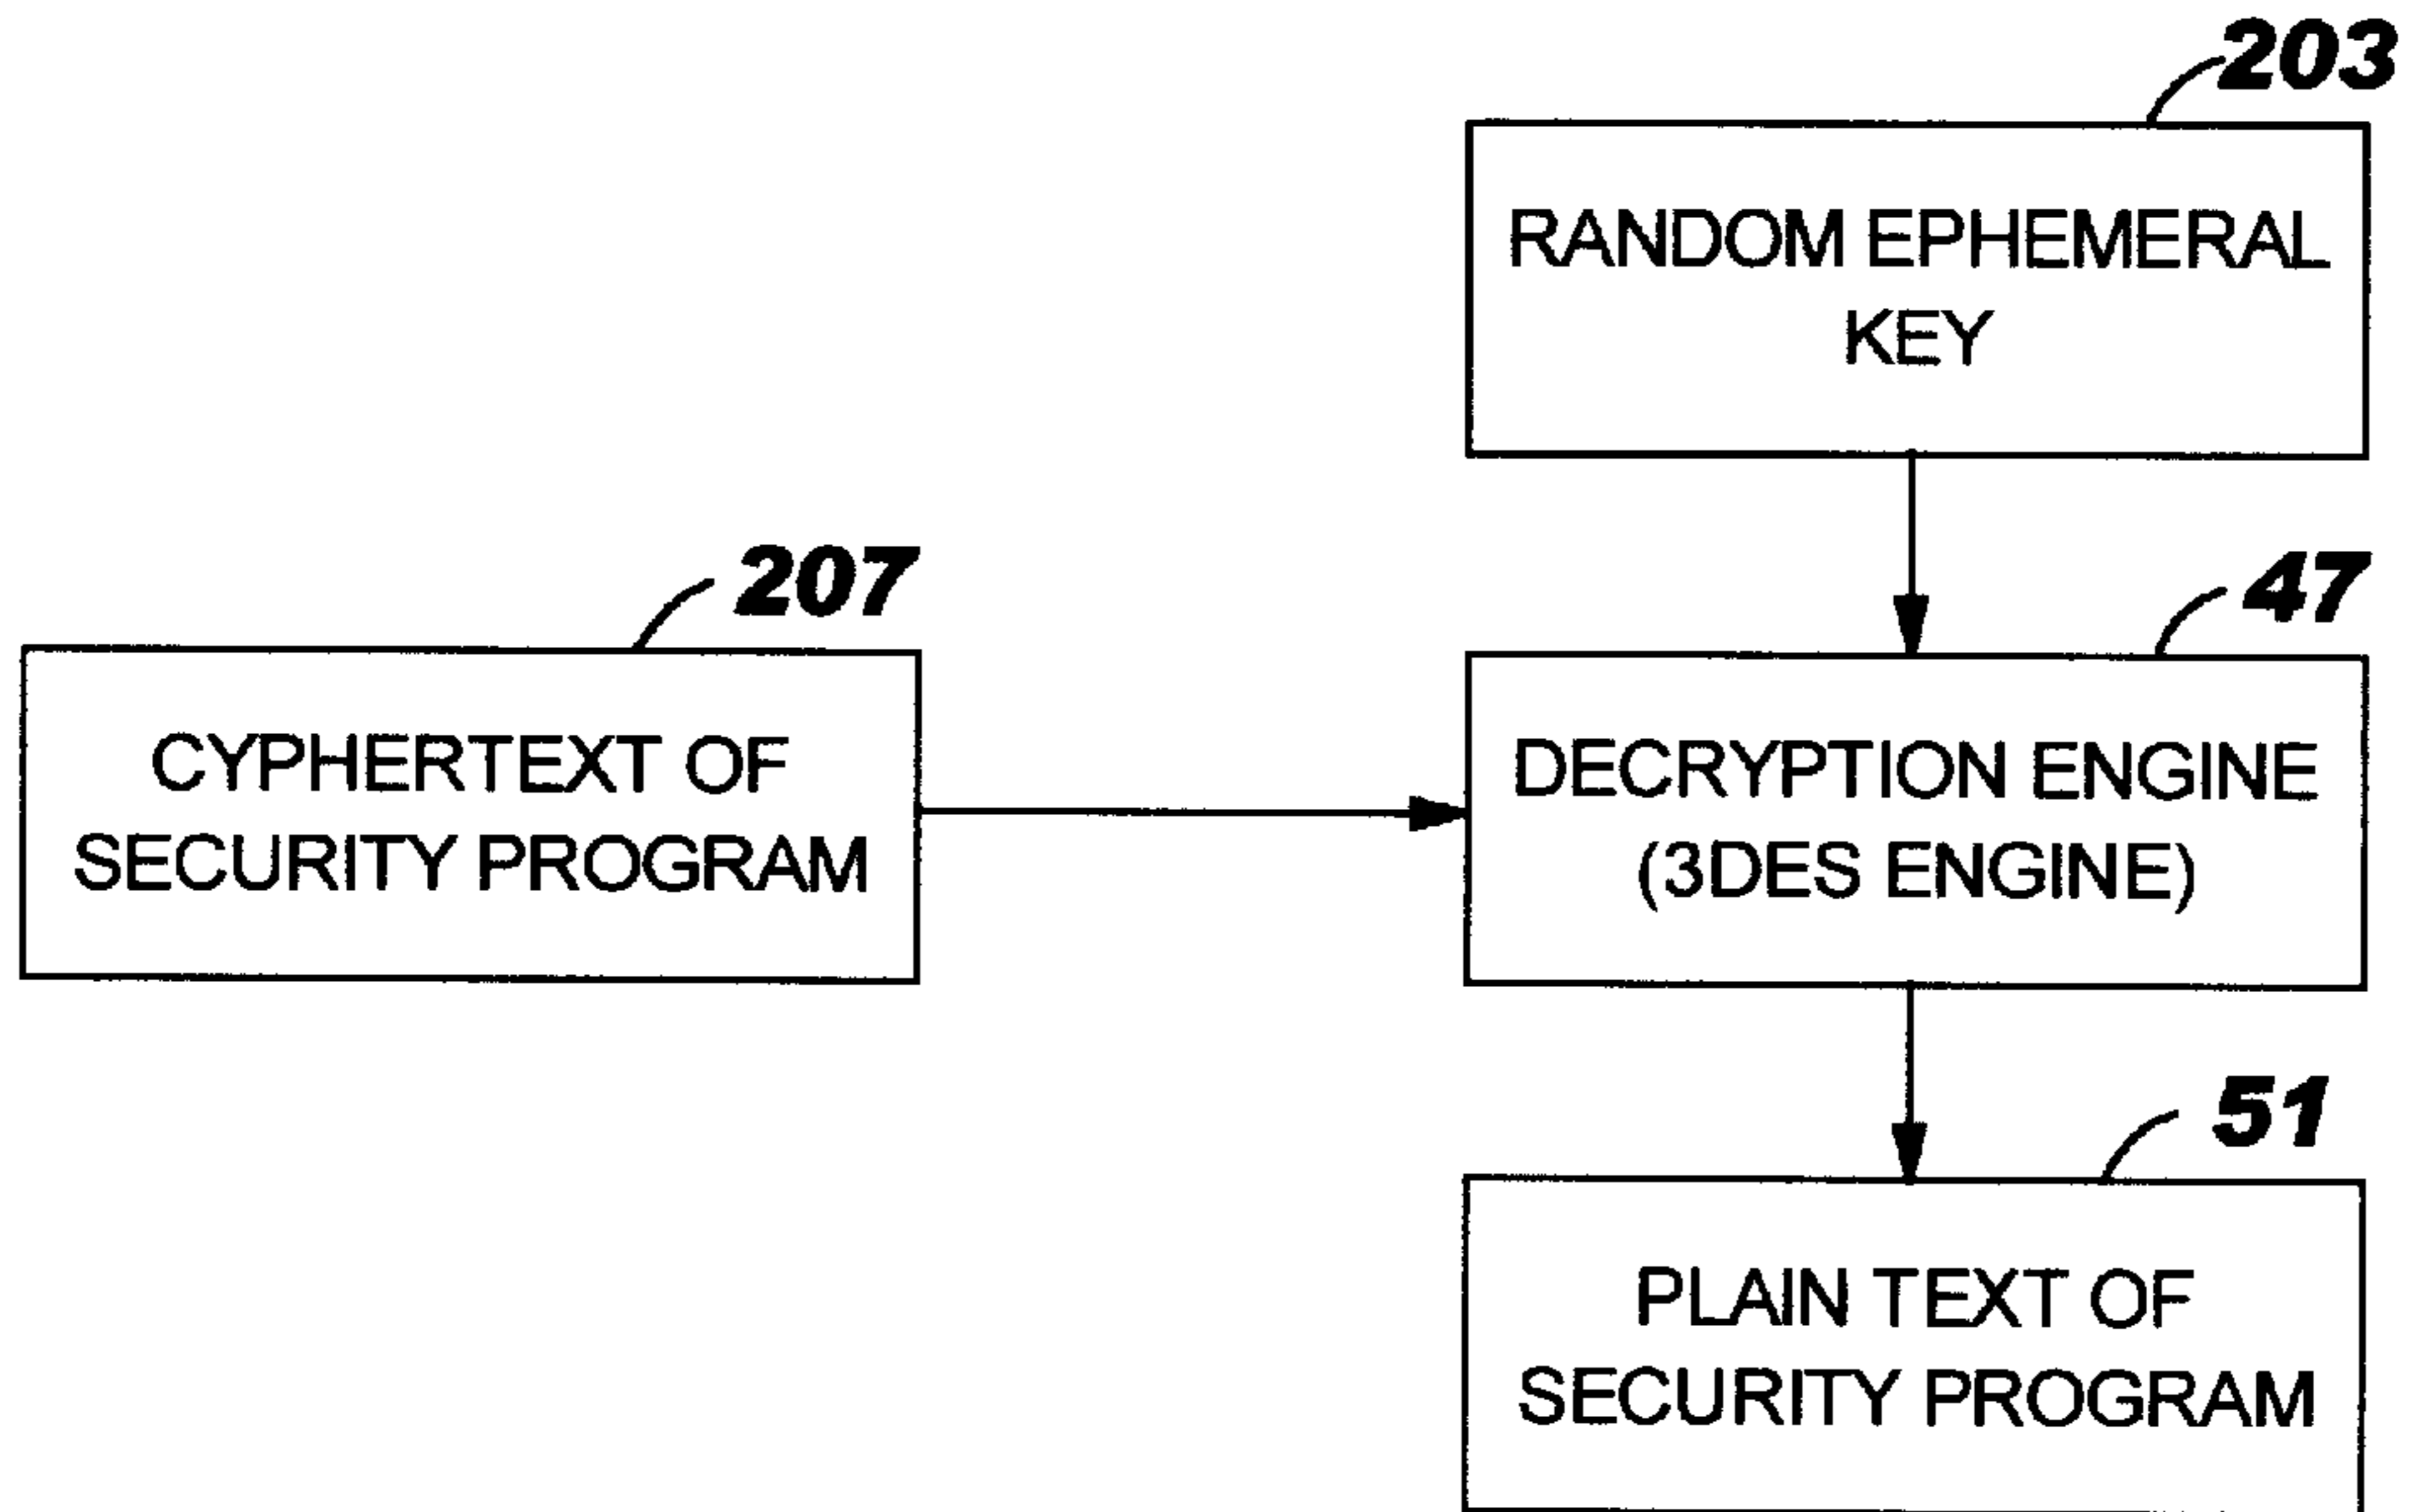 203
RANDOM EPHEMERAL
KEY
207
47
CYPHERTEXT OF
SECURITY PROGRAM
DECRYPTION ENGINE
(3DES ENGINE)
51
PLAIN TEXT OF
SECURITY PROGRAM